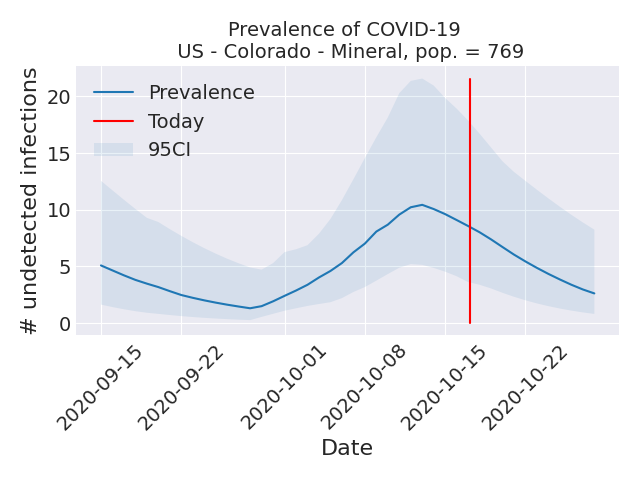 Prevalence of COVID-19
US - Colorado - Mineral, pop. = 769
Prevalence
Today
95CI
# undetected infections
20
15
10
5
0
2020-09-15
2020-09-22
2020-10-01
2020-10-08
2020-10-15
2020-10-22
Date